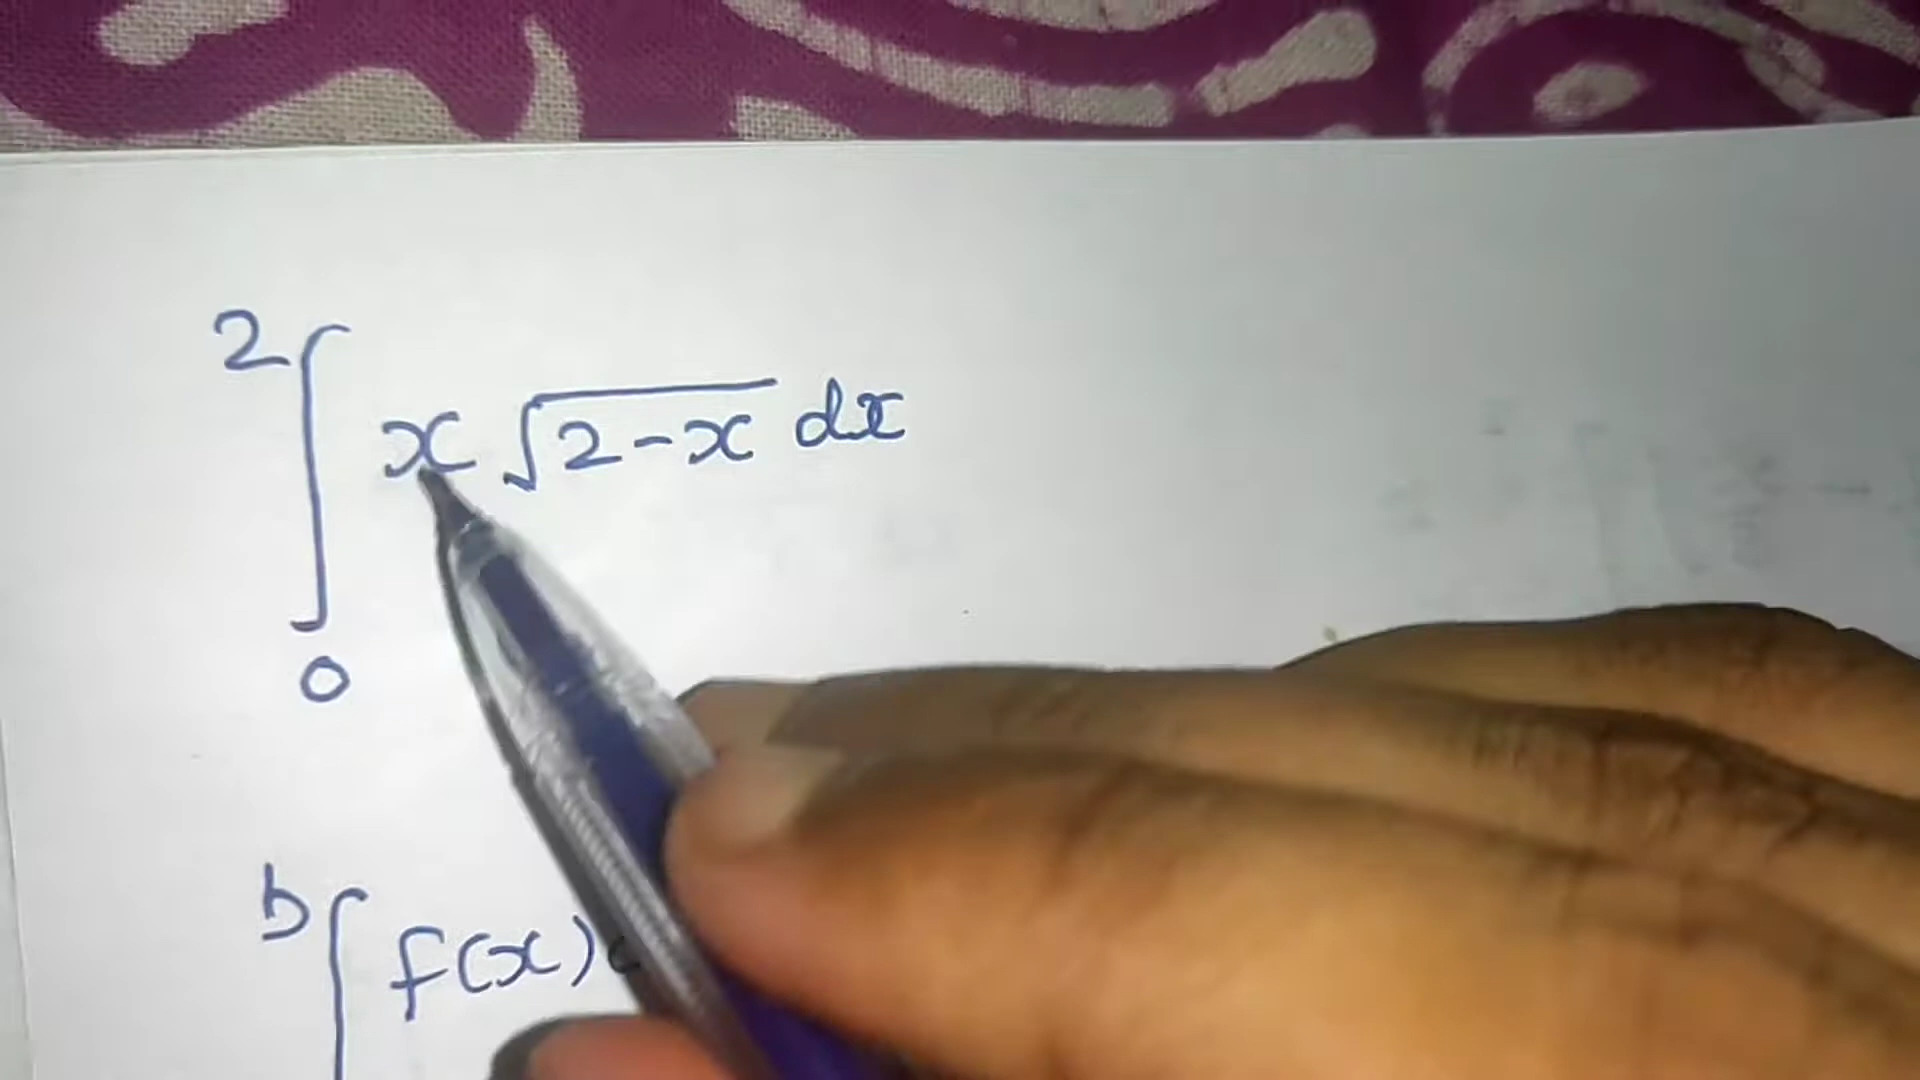 2∫0 x √2-x dx
b∫ f(x)